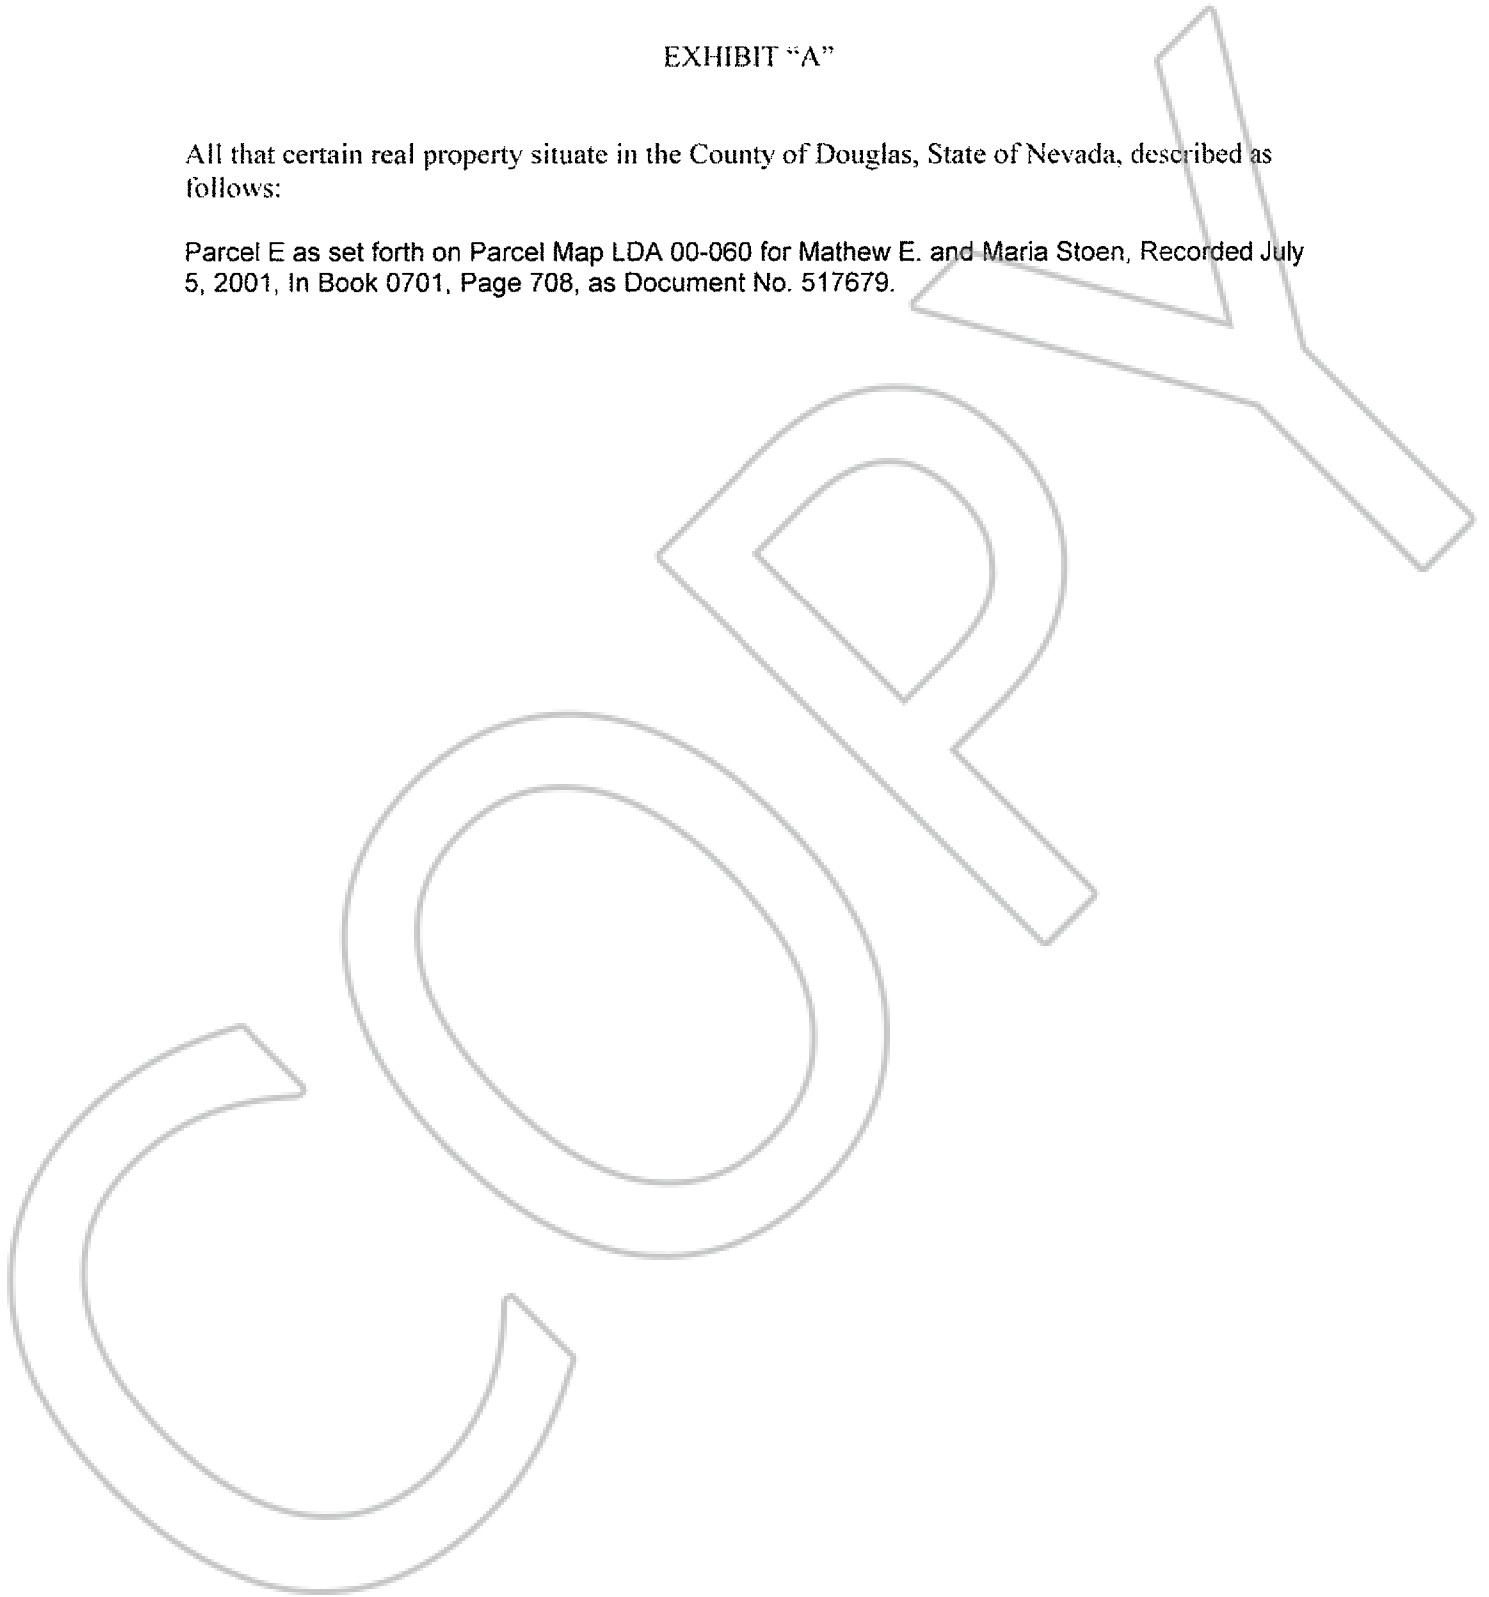 EXHIBIT “A”
All that certain real property situate in the County of Douglas, State of Nevada, described as
follows:
Parcel E as set forth on Parcel Map LDA 00-060 for Mathew E. and Maria Stoen, Recorded July
5, 2001, In Book 0701, Page 708, as Document No. 517679.
COPY